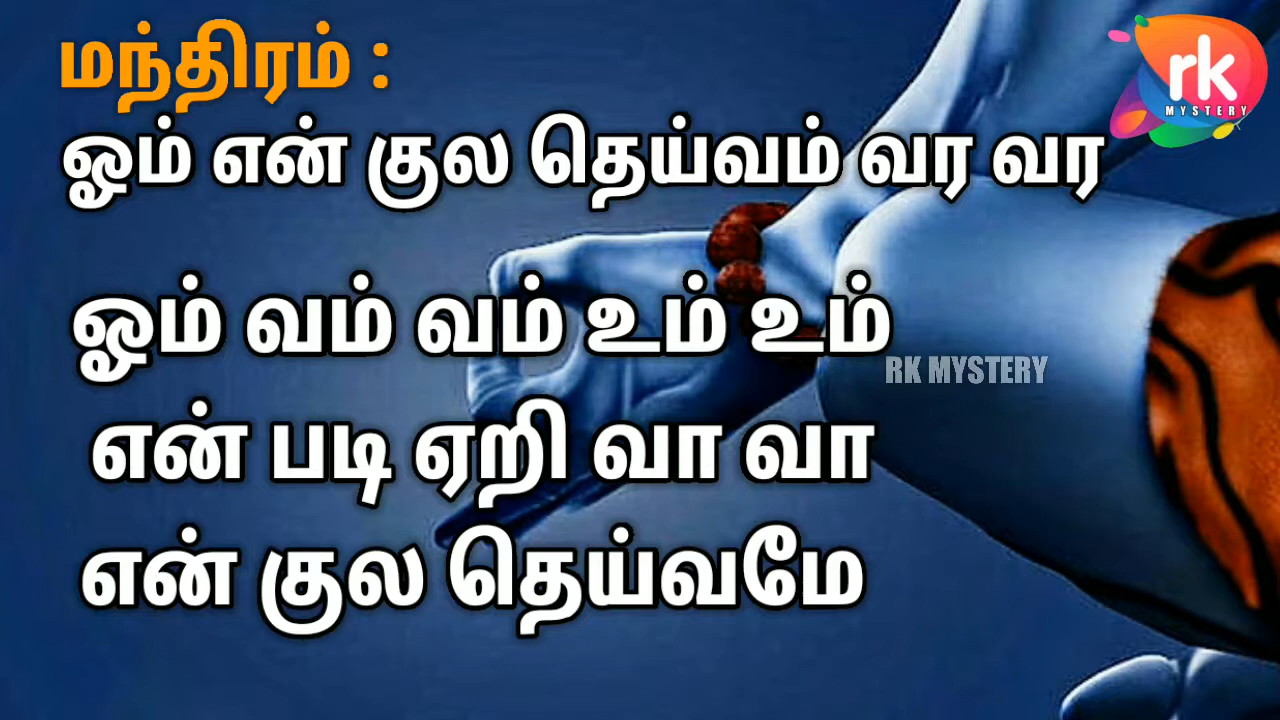 மந்திரம் :
rk
MYSTERY
ஓம் என் குல தெய்வம் வர வர
ஓம் வம் வம் உம் உம்
RK MYSTERY
என் படி ஏறி வா வா
என் குல தெய்வமே